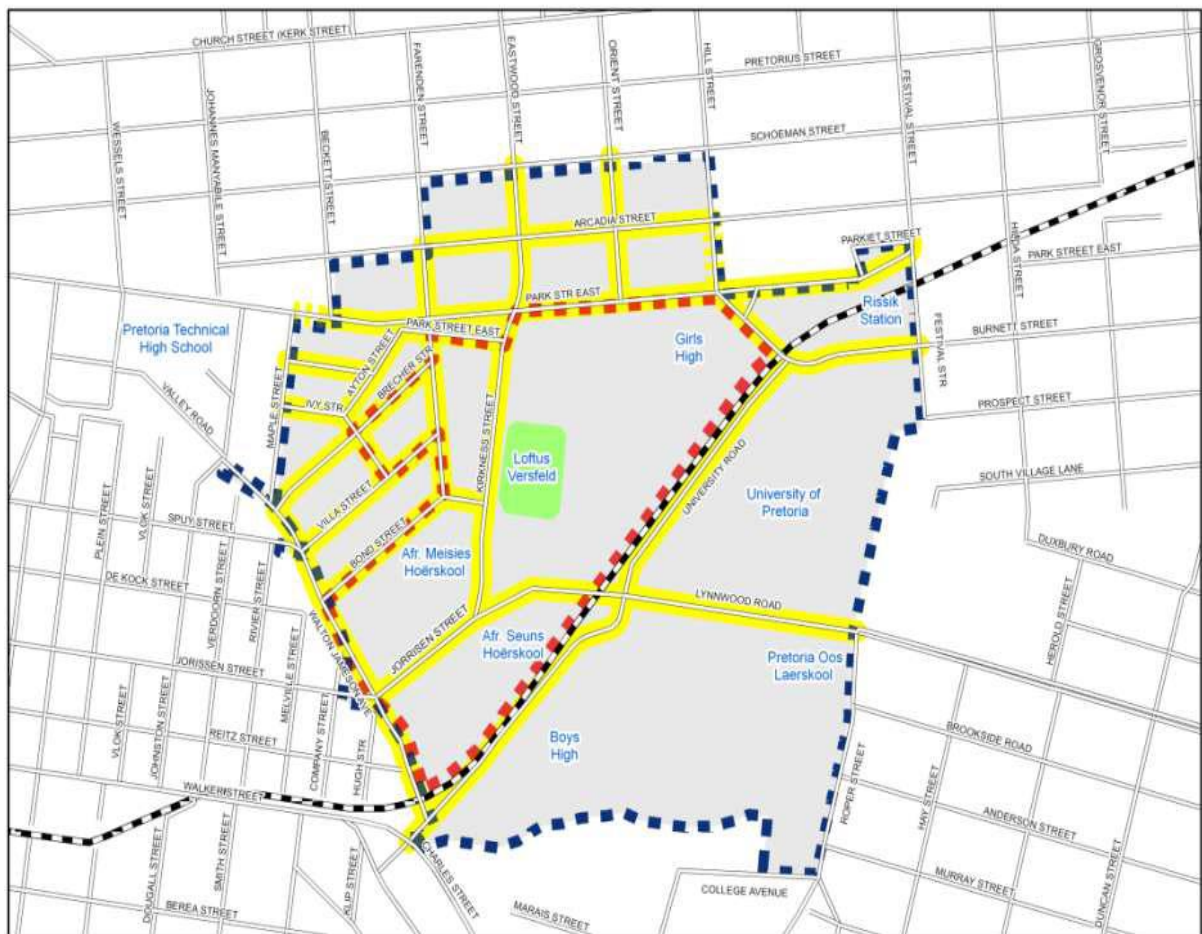 CHURCH STREET (KERK STREET
FARENDEN STREET
EASTWOOD STREET
ORIENT STREET
HILL STREET
PRETORIUS STREET
FESTIVAL STREET
GROSVENOR STREET
WESSELS STREET
JOHANNES MANYABILE STREET
BECKETT STREET
SCHOEMAN STREET
ARCADIA STREET
PARKIET STREET
HINDA STREET
PARK STREET EAST
PARK STR EAST
Rissik
Station
Pretoria Technical
High School
PARK STREET EAST
Girls
High
BURNETT STREET
AYTON STREET
BRECHER STR
FESTIVAL STR
VALLEY ROAD
MAPLE STREET
IVY STR
PROSPECT STREET
KIRKNESS STREET
Loftus
Versfeld
UNIVERSITY ROAD
SOUTH VILLAGE LANE
University of
Pretoria
PLEIN STREET
VLOK STREET
SPUY STREET
VILLA STREET
BOND STREET
Afr. Meisies
Hoërskool
DUXBURY ROAD
DE KOCK STREET
VERDOORN STREET
RIVIER STREET
LYNNWOOD ROAD
HEROLD STREET
WALTON JAMESON AVE
JORRISEN STREET
Afr. Seuns
Hoërskool
Pretoria Oos
Laerskool
JORISSEN STREET
MELVILLE STREET
VLOK STREET
JOHNSTON STREET
REITZ STREET
COMPANY STREET
HUGH STR
Boys
High
BROOKSIDE ROAD
ROPER STREET
HAY STREET
WALKER STREET
ANDERSON STREET
DOUGALL STREET
SMITH STREET
KLIP STREET
CHARLES STREET
COLLEGE AVENUE
MURRAY STREET
DUNCAN STREET
BEREA STREET
MARAIS STREET